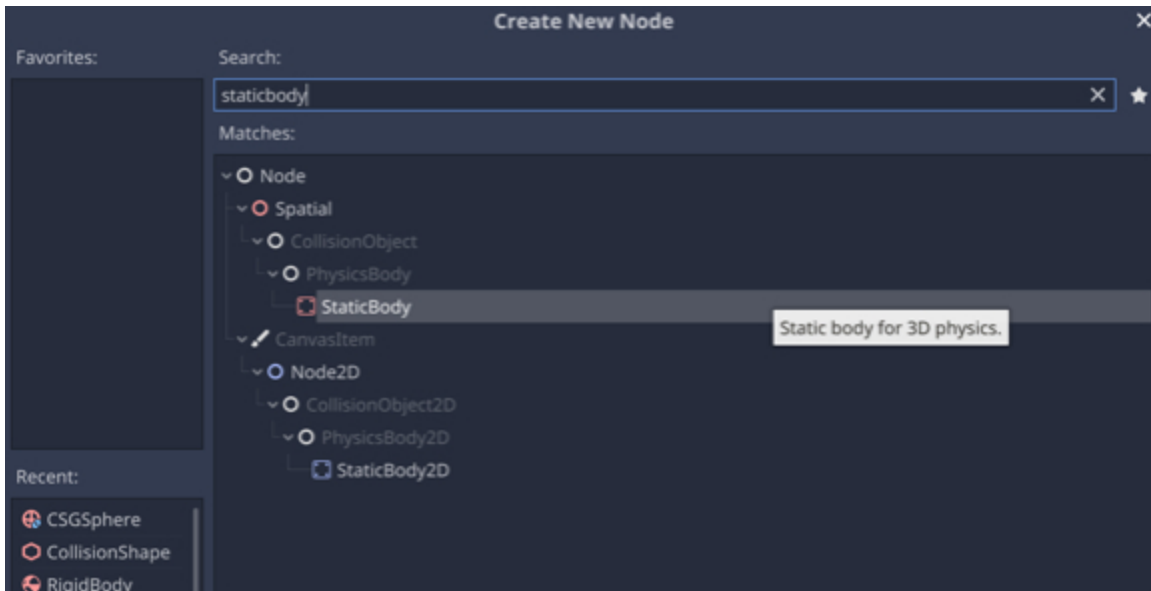 Create New Node
Favorites:
Search:
staticbody
Matches:
Node
Spatial
CollisionObject
PhysicsBody
StaticBody
Static body for 3D physics.
CanvasItem
Node2D
CollisionObject2D
PhysicsBody2D
StaticBody2D
Recent:
CSGSphere
CollisionShape
RigidBody